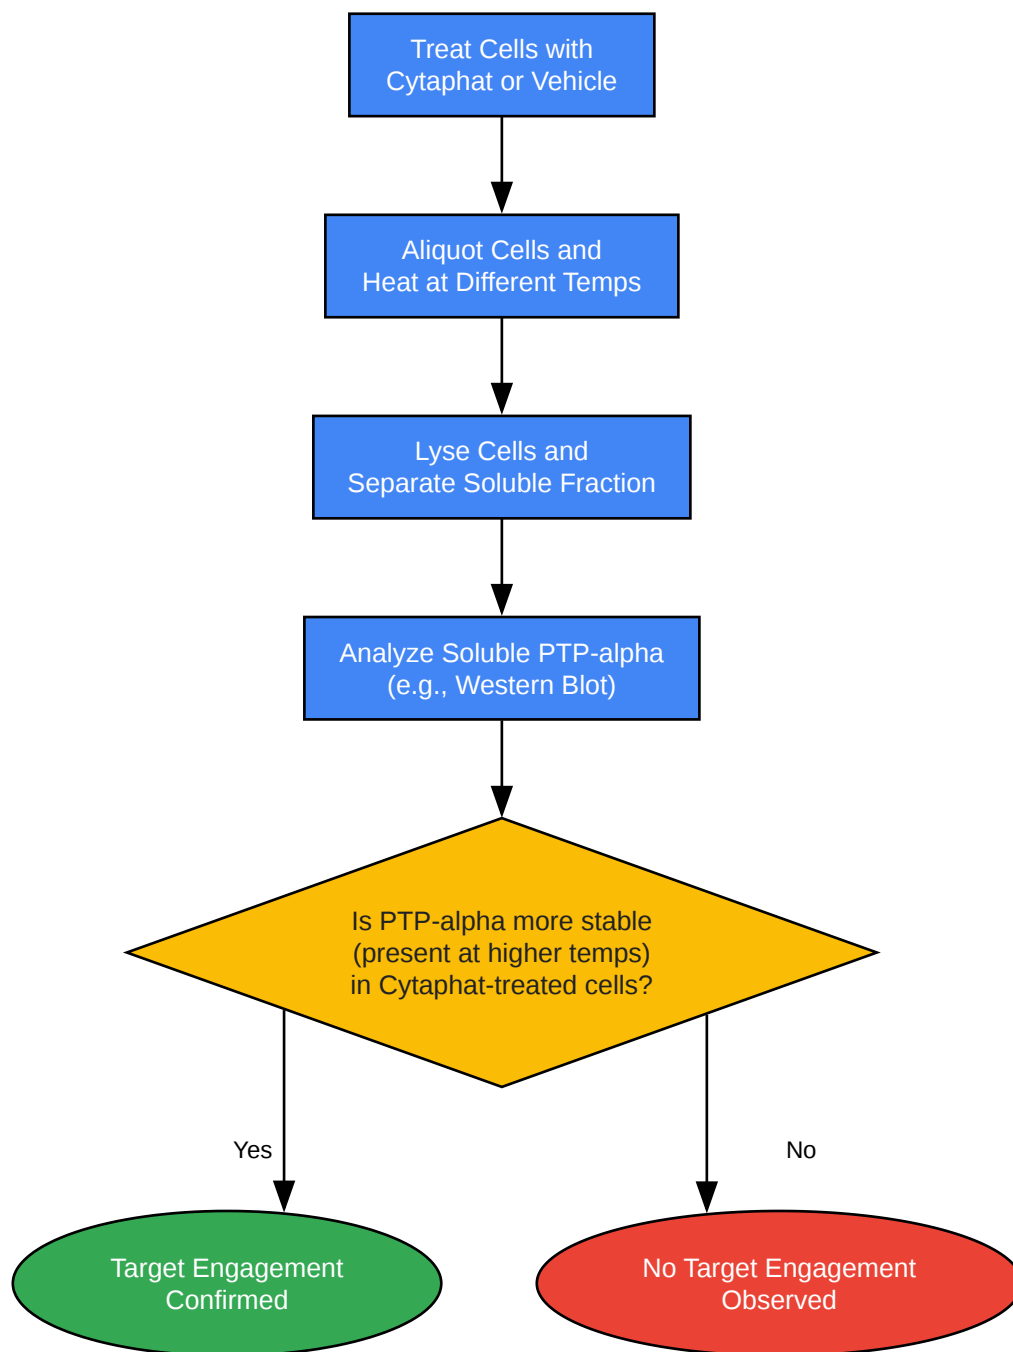 Treat Cells with
Cytaphat or Vehicle
Aliquot Cells and
Heat at Different Temps
Lyse Cells and
Separate Soluble Fraction
Analyze Soluble PTP-alpha
(e.g., Western Blot)
Is PTP-alpha more stable
(present at higher temps)
in Cytaphat-treated cells?
Yes
No
Target Engagement
Confirmed
No Target Engagement
Observed